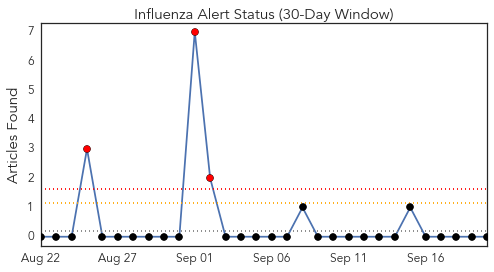 Influenza Alert Status (30-Day Window)
Articles Found
7
6
5
4
3
2
1
0
Aug 22 Aug 27 Sep 01 Sep 06 Sep 11 Sep 16